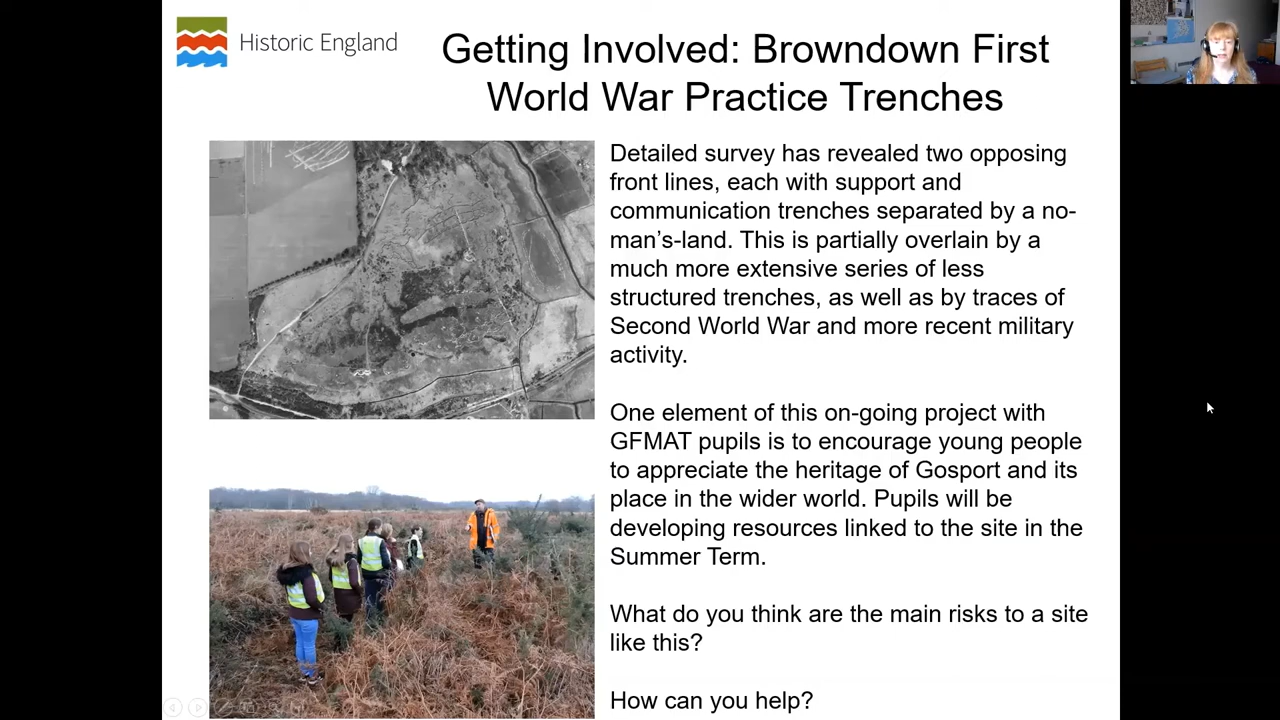 Historic England
Getting Involved: Browndown First
World War Practice Trenches
Detailed survey has revealed two opposing
front lines, each with support and
communication trenches separated by a no-
man’s-land. This is partially overlain by a
much more extensive series of less
structured trenches, as well as by traces of
Second World War and more recent military
activity.
One element of this on-going project with
GFMAT pupils is to encourage young people
to appreciate the heritage of Gosport and its
place in the wider world. Pupils will be
developing resources linked to the site in the
Summer Term.
What do you think are the main risks to a site
like this?
How can you help?